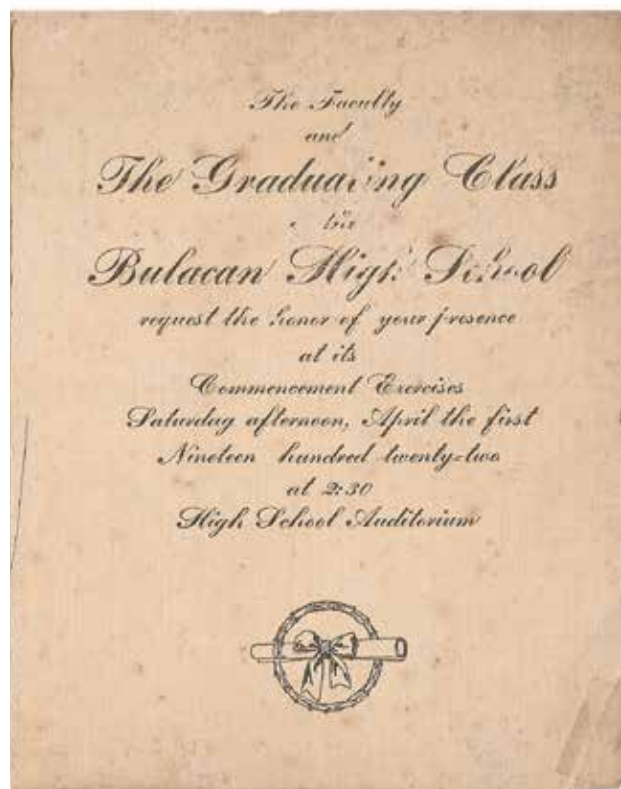 The Faculty
and
The Graduating Class
the
Bulacan High School
request the honor of your presence
at its
Commencement Exercises
Saturday afternoon, April the first
Nineteen hundred twenty-two
at 2:30
High School Auditorium